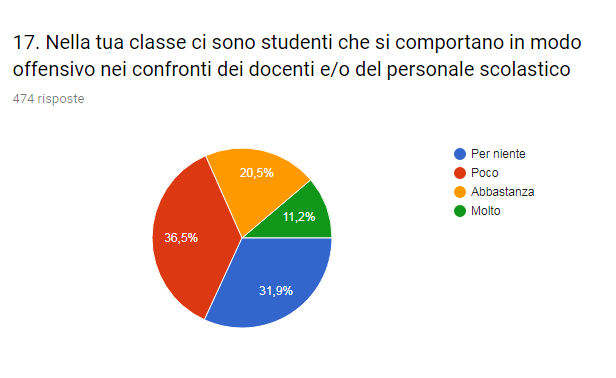 17. Nella tua classe ci sono studenti che si comportano in modo
offensivo nei confronti dei docenti e/o del personale scolastico
474 risposte
Per niente
Poco
Abbastanza
Molto
20,5%
11,2%
36,5%
31,9%